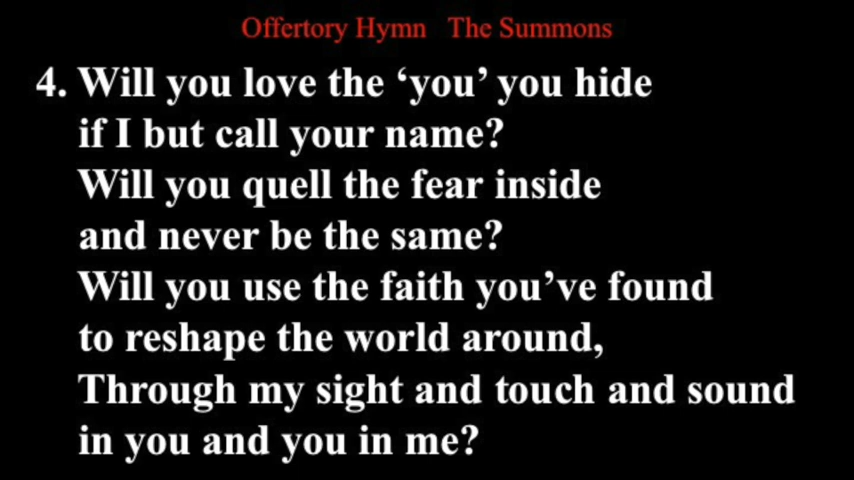 Offertory Hymn The Summons
4. Will you love the ‘you’ you hide
if I but call your name?
Will you quell the fear inside
and never be the same?
Will you use the faith you’ve found
to reshape the world around,
Through my sight and touch and sound
in you and you in me?